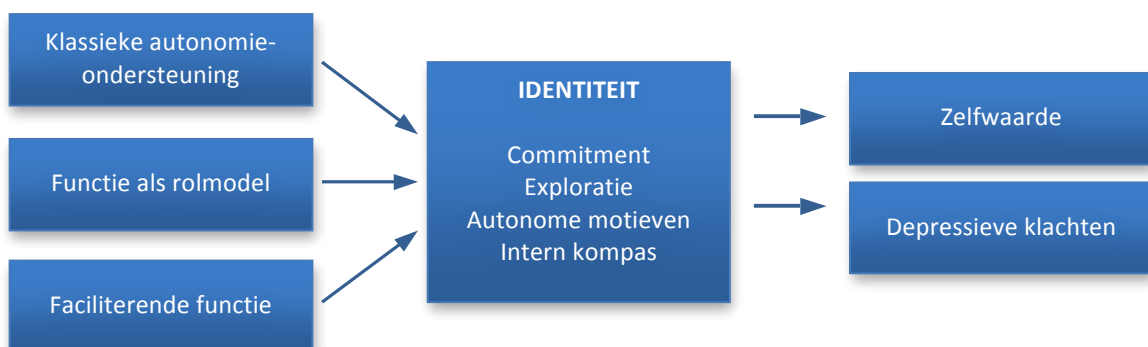 Klassieke autonomie-
ondersteuning
Functie als rolmodel
Faciliterende functie
IDENTITEIT
Commitment
Exploratie
Autonome motieven
Intern kompas
Zelfwaarde
Depressieve klachten